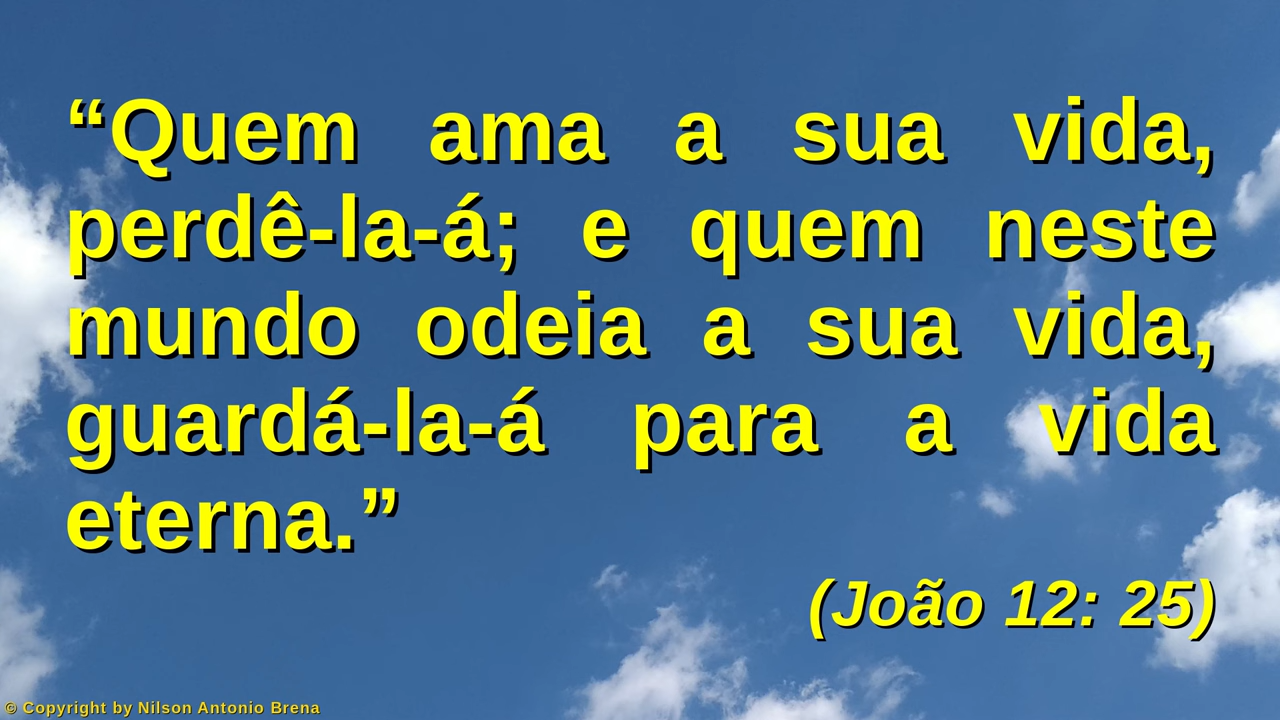 “Quem ama a sua vida,
perdê-la-á; e quem neste
mundo odeia a sua vida,
guardá-la-á para a vida
eterna.”
(João 12: 25)
© Copyright by Nilson Antonio Brena